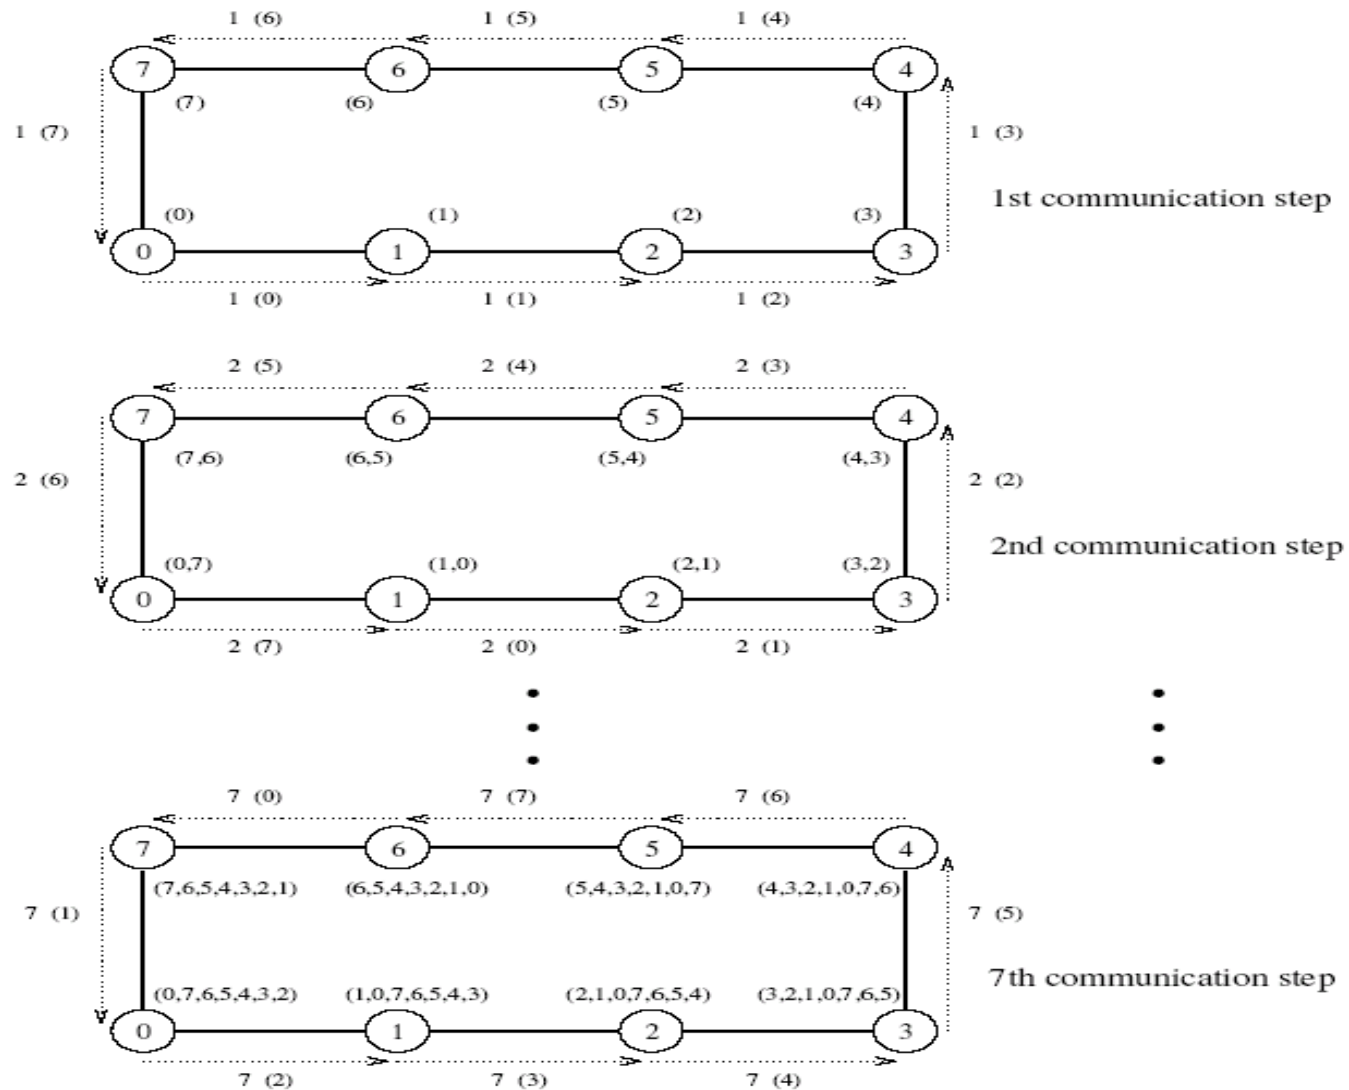 1 (6) 1 (5) 1 (4)
7 6 5 4
(7) (6) (5) (4)
1 (7) 1 (3)
1st communication step
(0) (1) (2) (3)
0 1 2 3
1 (0) 1 (1) 1 (2)
2 (5) 2 (4) 2 (3)
7 6 5 4
(7,6) (6,5) (5,4) (4,3)
2 (6) 2 (2)
2nd communication step
(0,7) (1,0) (2,1) (3,2)
0 1 2 3
2 (7) 2 (0) 2 (1)
7 (0) 7 (7) 7 (6)
7 6 5 4
(7,6,5,4,3,2,1) (6,5,4,3,2,1,0) (5,4,3,2,1,0,7) (4,3,2,1,0,7,6)
7 (1) 7 (5)
7th communication step
(0,7,6,5,4,3,2) (1,0,7,6,5,4,3) (2,1,0,7,6,5,4) (3,2,1,0,7,6,5)
0 1 2 3
7 (2) 7 (3) 7 (4)